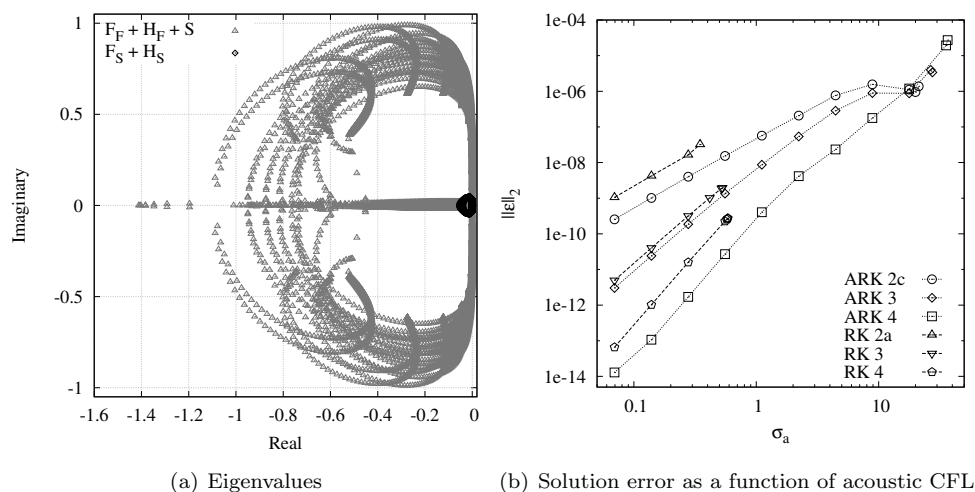 F_F + H_F + S
F_S + H_S
1
0.5
0
-0.5
-1
Imaginary
-1.6 -1.4 -1.2 -1 -0.8 -0.6 -0.4 -0.2 0
Real
(a) Eigenvalues
1e-04
1e-06
1e-08
1e-10
1e-12
1e-14
||ε||_2
ARK 2c
ARK 3
ARK 4
RK 2a
RK 3
RK 4
0.1 1 10
σ_a
(b) Solution error as a function of acoustic CFL